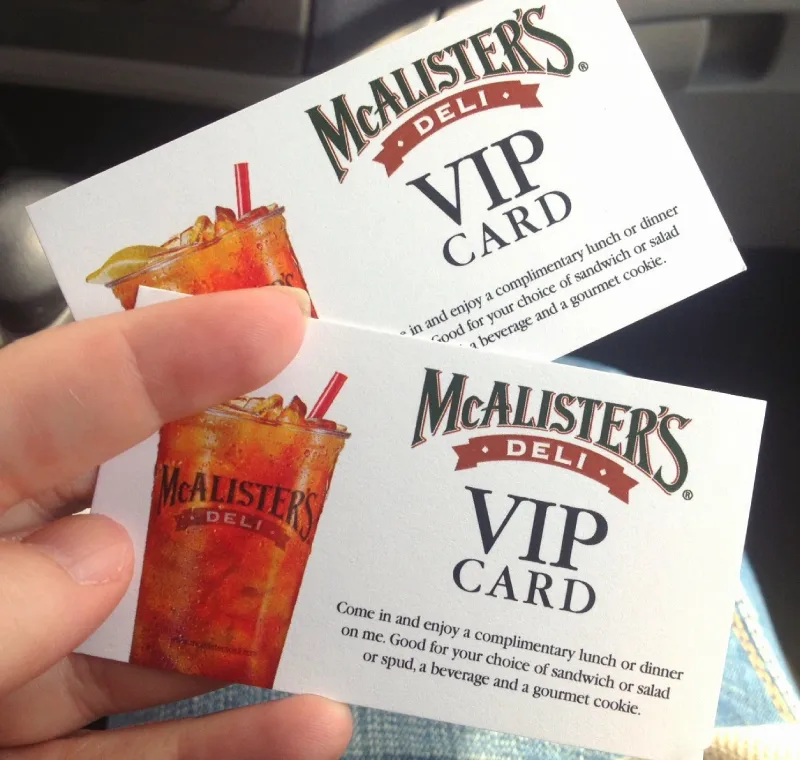 McALISTER'S®
DELI
VIP
CARD
in and enjoy a complimentary lunch or dinner
Good for your choice of sandwich or salad
a beverage and a gourmet cookie.
McALISTER'S®
DELI
VIP
CARD
Come in and enjoy a complimentary lunch or dinner
on me. Good for your choice of sandwich or salad
or spud, a beverage and a gourmet cookie.
McALISTER'S
DELI